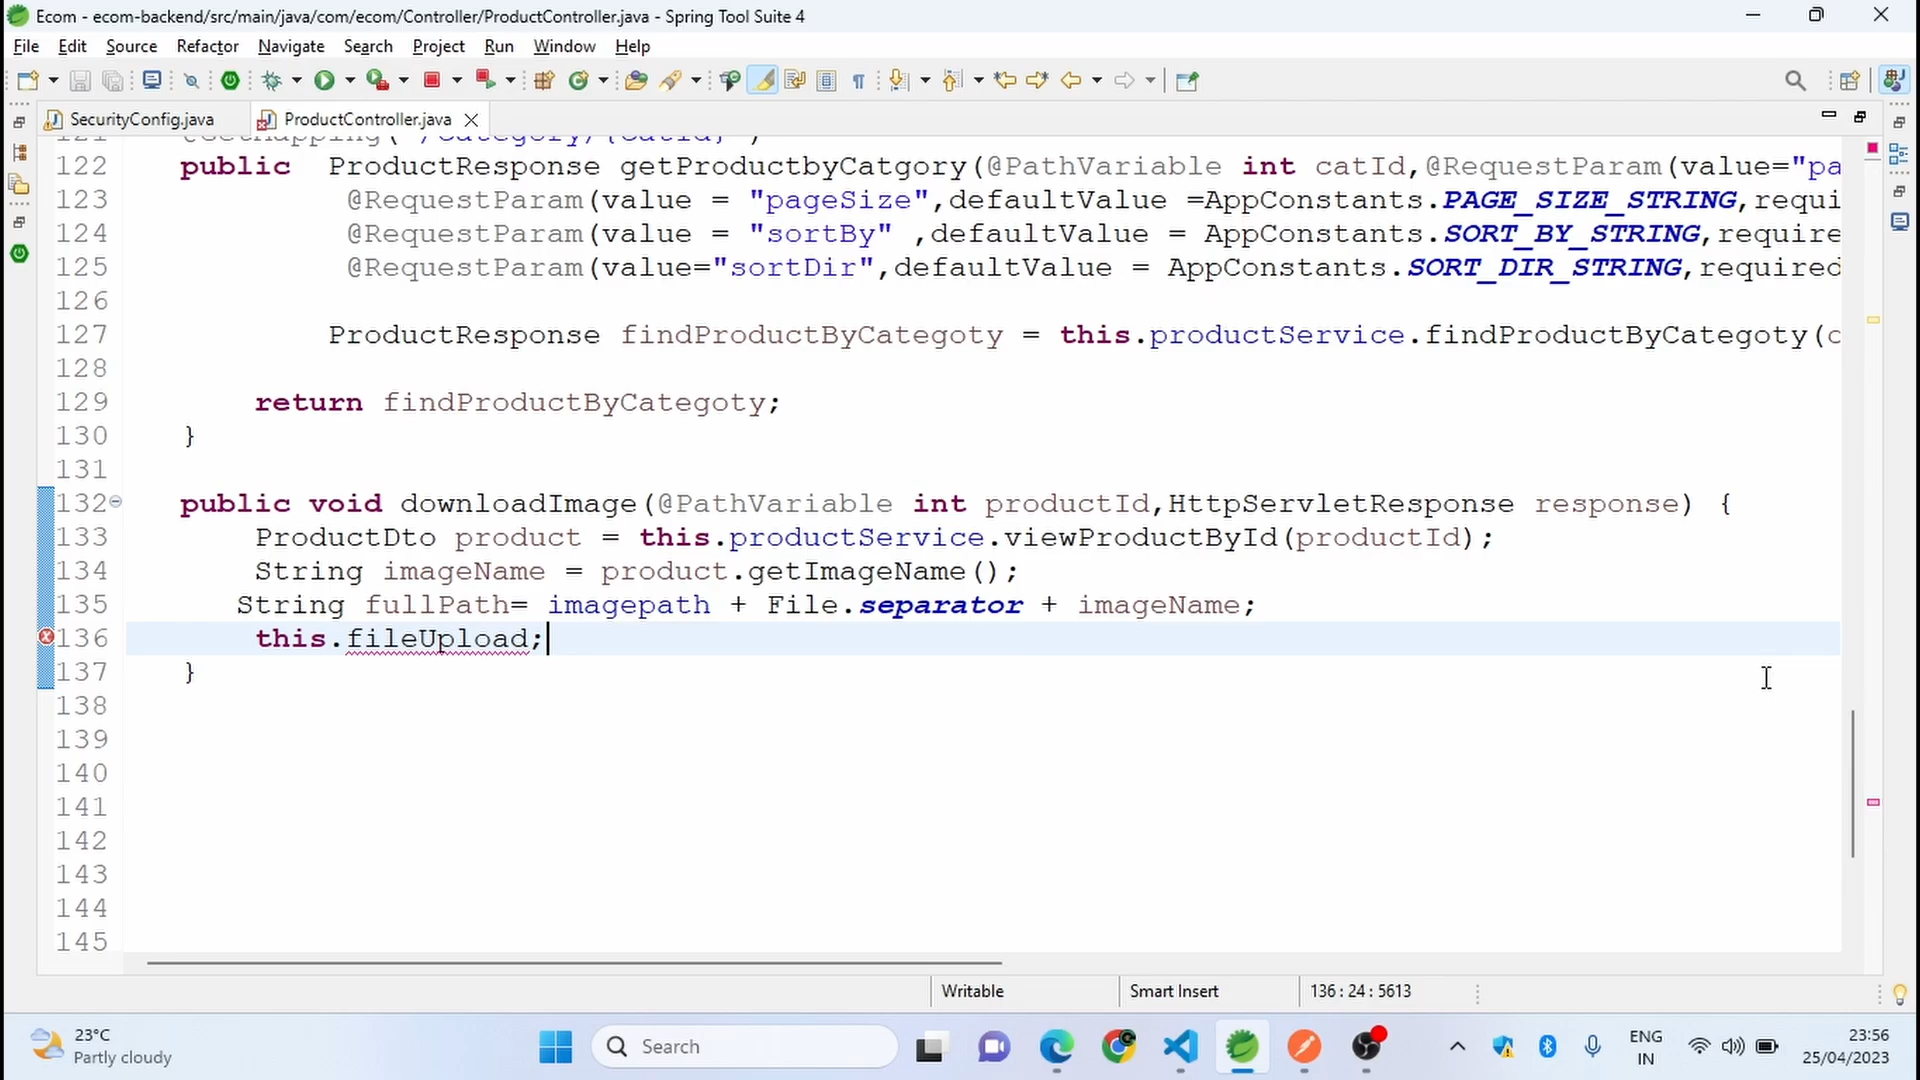 Ecom - ecom-backend/src/main/java/com/ecom/Controller/ProductController.java - Spring Tool Suite 4
File Edit Source Refactor Navigate Search Project Run Window Help
SecurityConfig.java ProductController.java
122 public ProductResponse getProductbyCatgory(@PathVariable int catId,@RequestParam(value="pa
123 @RequestParam(value = "pageSize",defaultValue =AppConstants.PAGE_SIZE_STRING,requi
124 @RequestParam(value = "sortBy" ,defaultValue = AppConstants.SORT_BY_STRING,require
125 @RequestParam(value="sortDir",defaultValue = AppConstants.SORT_DIR_STRING,required
126
127 ProductResponse findProductByCategoty = this.productService.findProductByCategoty(c
128
129 return findProductByCategoty;
130 }
131
132 public void downloadImage(@PathVariable int productId,HttpServletResponse response) {
133 ProductDto product = this.productService.viewProductById(productId);
134 String imageName = product.getImageName();
135 String fullPath= imagepath + File.separator + imageName;
136 this.fileUpload;
137 }
138
139
140
141
142
143
144
145
Writable Smart Insert 136 : 24 : 5613
23°C
Partly cloudy
Search
ENG
IN
23:56
25/04/2023